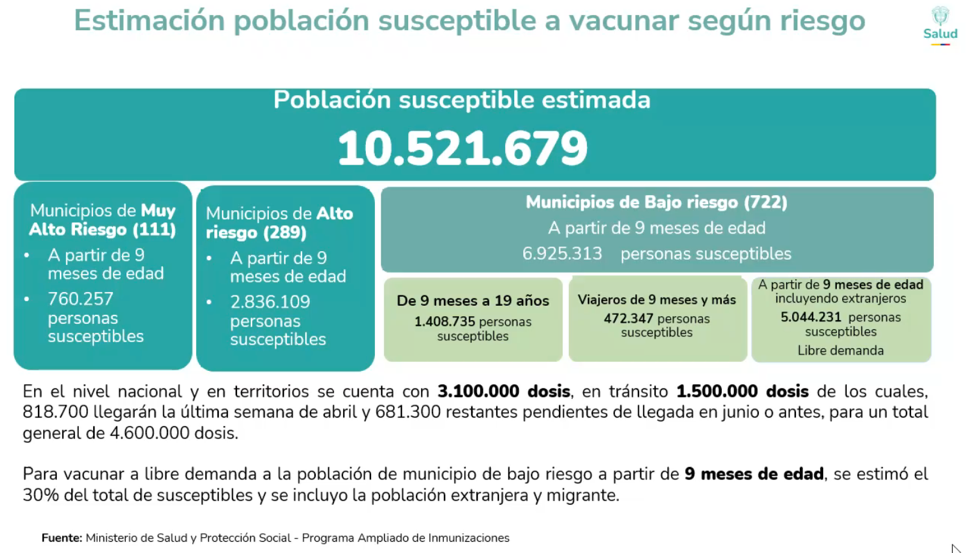 Estimación población susceptible a vacunar según riesgo
Salud
Población susceptible estimada
10.521.679
Municipios de Muy
Alto Riesgo (111)
• A partir de 9
meses de edad
• 760.257
personas
susceptibles
Municipios de Alto
riesgo (289)
• A partir de 9
meses de edad
• 2.836.109
personas
susceptibles
Municipios de Bajo riesgo (722)
A partir de 9 meses de edad
6.925.313 personas susceptibles
De 9 meses a 19 años
1.408.735 personas
susceptibles
Viajeros de 9 meses y más
472.347 personas
susceptibles
A partir de 9 meses de edad
incluyendo extranjeros
5.044.231 personas
susceptibles
Libre demanda
En el nivel nacional y en territorios se cuenta con 3.100.000 dosis, en tránsito 1.500.000 dosis de los cuales,
818.700 llegarán la última semana de abril y 681.300 restantes pendientes de llegada en junio o antes, para un total
general de 4.600.000 dosis.
Para vacunar a libre demanda a la población de municipio de bajo riesgo a partir de 9 meses de edad, se estimó el
30% del total de susceptibles y se incluyo la población extranjera y migrante.
Fuente: Ministerio de Salud y Protección Social - Programa Ampliado de Inmunizaciones